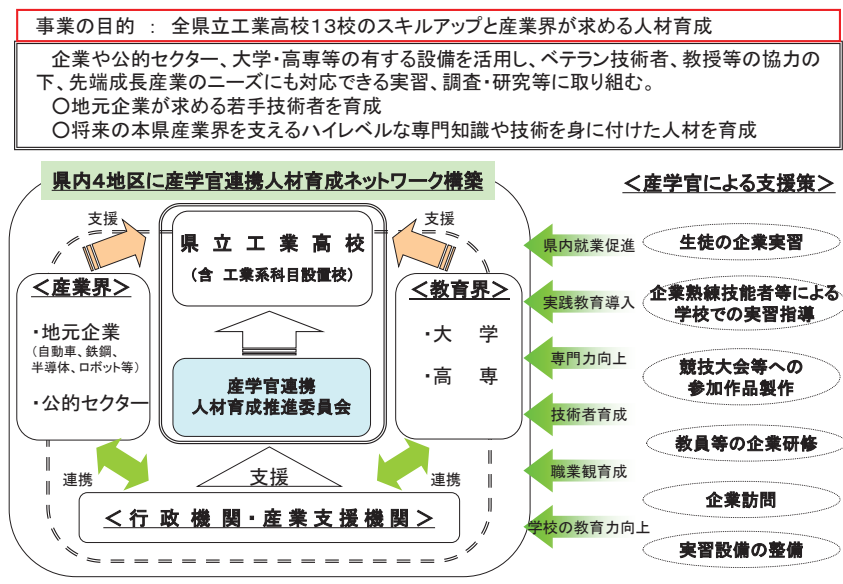 事業の目的 : 全県立工業高校13校のスキルアップと産業界が求める人材育成
企業や公的セクター、大学・高専等の有する設備を活用し、ベテラン技術者、教授等の協力の
下、先端成長産業のニーズにも対応できる実習、調査・研究等に取り組む。
○地元企業が求める若手技術者を育成
○将来の本県産業界を支えるハイレベルな専門知識や技術を身に付けた人材を育成
県内4地区に産学官連携人材育成ネットワーク構築
支援
県立工業高校
(含 工業系科目設置校)
支援
<産業界>
・地元企業
(自動車、鉄鋼、
半導体、ロボット等)
・公的セクター
<教育界>
・大 学
・高 専
産学官連携
人材育成推進委員会
連携
支援
連携
<行政機関・産業支援機関>
<産学官による支援策>
県内就業促進
生徒の企業実習
実践教育導入
企業熟練技能者等による
学校での実習指導
専門力向上
競技大会等への
参加作品製作
技術者育成
教員等の企業研修
職業観育成
企業訪問
学校の教育力向上
実習設備の整備